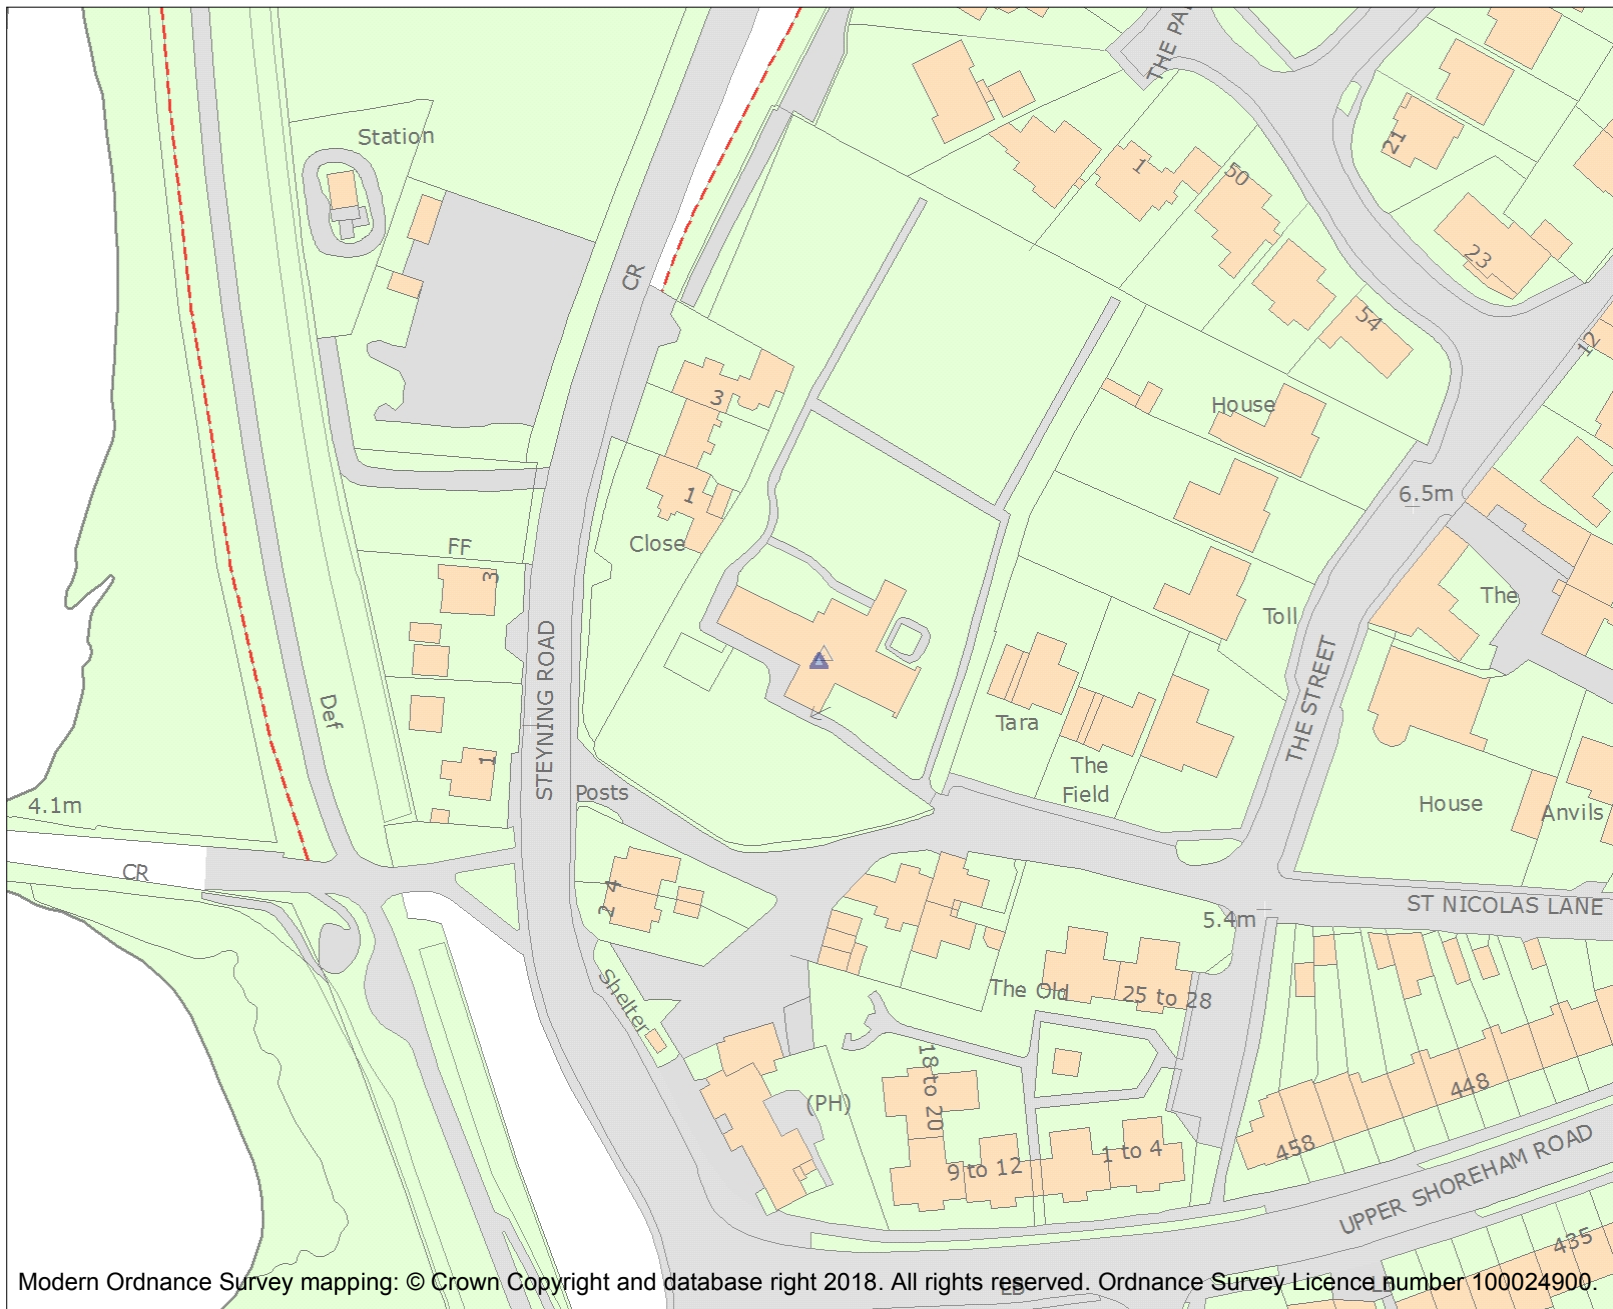 THE PA
Station
21
1
50
23
CR
54
12
3
House
1
6.5m
Close
FF
3
The
Toll
STEYNING ROAD
THE STREET
Def
Tara
The
Field
1
Posts
4.1m
House
Anvils
CR
2 4
ST NICOLAS LANE
5.4m
Shelter
The Old
25 to 28
18 to 20
(PH)
448
458
1 to 4
9 to 12
UPPER SHOREHAM ROAD
435
LB
Modern Ordnance Survey mapping: © Crown Copyright and database right 2018. All rights reserved. Ordnance Survey Licence number 100024900.